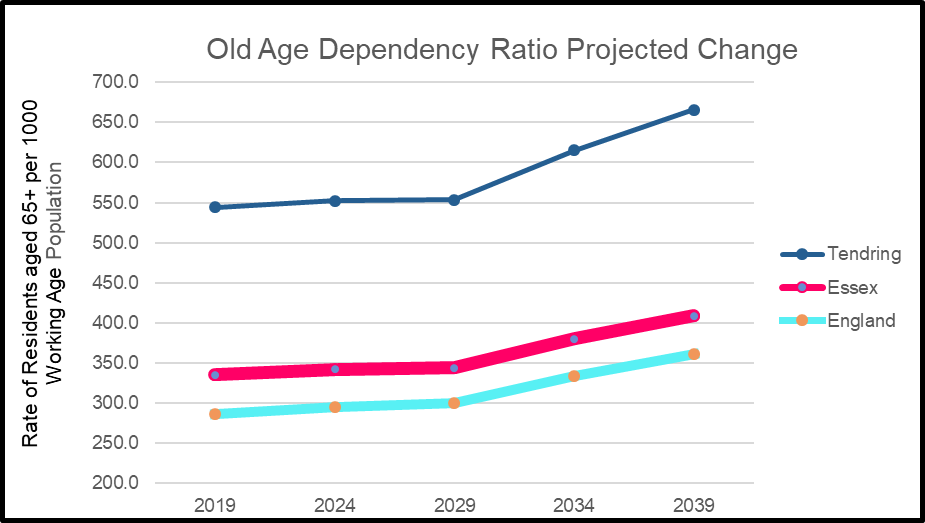 Old Age Dependency Ratio Projected Change
Rate of Residents aged 65+ per 1000
Working Age Population
700.0
650.0
600.0
550.0
500.0
450.0
400.0
350.0
300.0
250.0
200.0
2019 2024 2029 2034 2039
Tendring
Essex
England